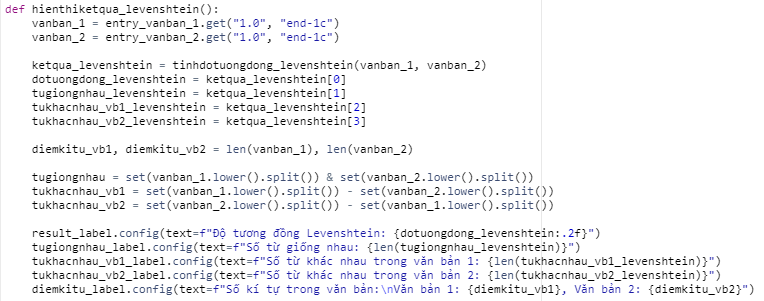 def hienthiketqua_levenshtein():
    vanban_1 = entry_vanban_1.get("1.0", "end-1c")
    vanban_2 = entry_vanban_2.get("1.0", "end-1c")

    ketqua_levenshtein = tinhdotuongdong_levenshtein(vanban_1, vanban_2)
    dotuongdong_levenshtein = ketqua_levenshtein[0]
    tugiongnhau_levenshtein = ketqua_levenshtein[1]
    tukhacnhau_vb1_levenshtein = ketqua_levenshtein[2]
    tukhacnhau_vb2_levenshtein = ketqua_levenshtein[3]

    diemkitu_vb1, diemkitu_vb2 = len(vanban_1), len(vanban_2)

    tugiongnhau = set(vanban_1.lower().split()) & set(vanban_2.lower().split())
    tukhacnhau_vb1 = set(vanban_1.lower().split()) - set(vanban_2.lower().split())
    tukhacnhau_vb2 = set(vanban_2.lower().split()) - set(vanban_1.lower().split())

    result_label.config(text=f"Độ tương đồng Levenshtein: {dotuongdong_levenshtein:.2f}")
    tugiongnhau_label.config(text=f"Số từ giống nhau: {len(tugiongnhau_levenshtein)}")
    tukhacnhau_vb1_label.config(text=f"Số từ khác nhau trong văn bản 1: {len(tukhacnhau_vb1_levenshtein)}")
    tukhacnhau_vb2_label.config(text=f"Số từ khác nhau trong văn bản 2: {len(tukhacnhau_vb2_levenshtein)}")
    diemkitu_label.config(text=f"Số kí tự trong văn bản:\nVăn bản 1: {diemkitu_vb1}, Văn bản 2: {diemkitu_vb2}")